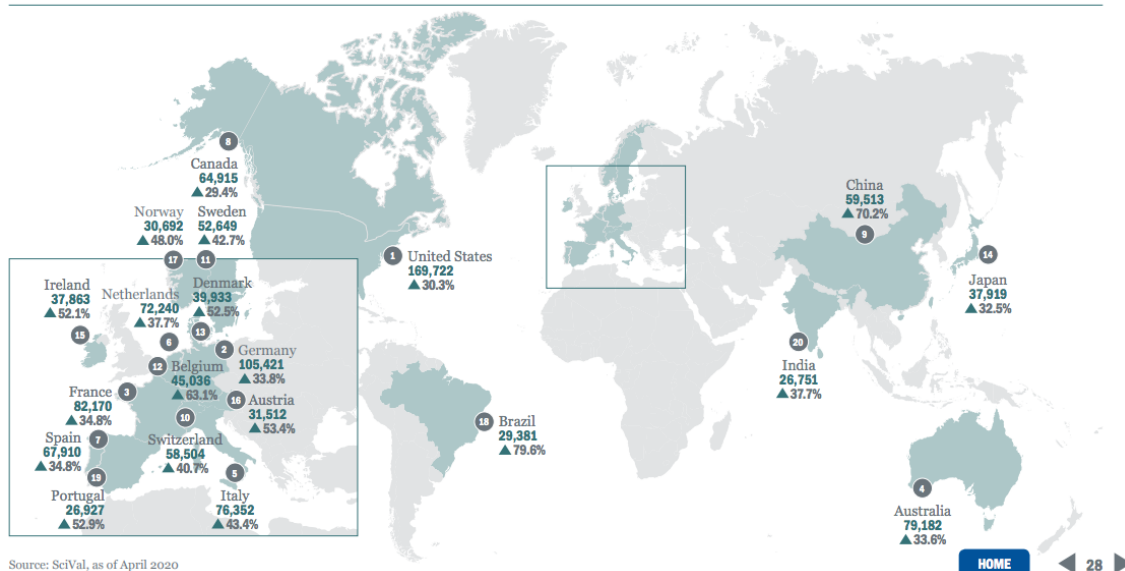 8
Canada
64,915
▲ 29.4%
Norway
30,692
▲ 48.0%
17
Sweden
52,649
▲ 42.7%
11
1
United States
169,722
▲ 30.3%
China
59,513
▲ 70.2%
9
14
Japan
37,919
▲ 32.5%
Ireland
37,863
▲ 52.1%
15
Netherlands
72,240
▲ 37.7%
6
Denmark
39,933
▲ 52.5%
13
2
Germany
105,421
▲ 33.8%
12
Belgium
45,036
▲ 63.1%
3
France
82,170
▲ 34.8%
16
Austria
31,512
▲ 53.4%
10
Switzerland
58,504
▲ 40.7%
7
Spain
67,910
▲ 34.8%
19
Portugal
26,927
▲ 52.9%
5
Italy
76,352
▲ 43.4%
18
Brazil
29,381
▲ 79.6%
20
India
26,751
▲ 37.7%
4
Australia
79,182
▲ 33.6%
Source: SciVal, as of April 2020
HOME
28